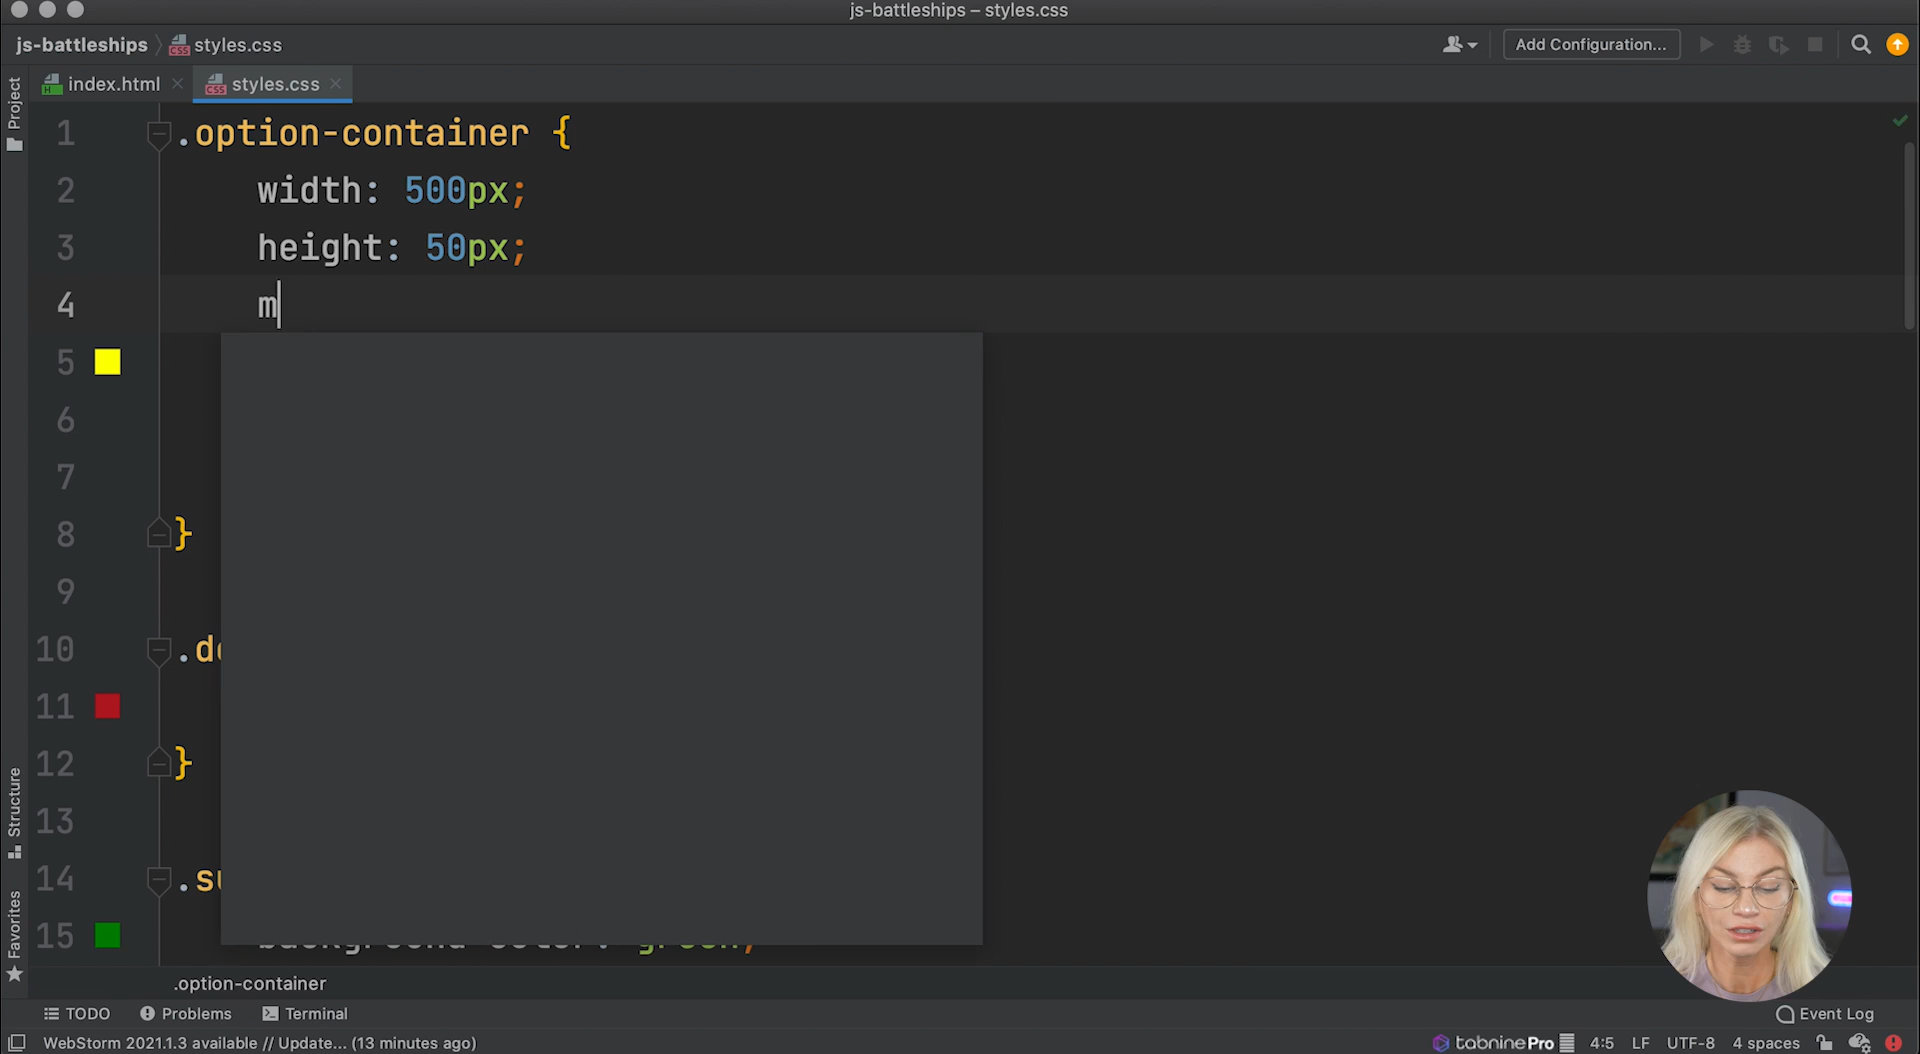 js-battleships – styles.css
js-battleships
styles.css
Add Configuration...
index.html
styles.css
Project
1 .option-container {
2 width: 500px;
3 height: 50px;
4 m
5
6
7
8 }
9
10 .d
11
12 }
13
14 .s
15 background-color: green;
Structure
Favorites
.option-container
TODO
Problems
Terminal
Event Log
WebStorm 2021.1.3 available // Update... (13 minutes ago)
tabnine Pro
4:5
LF
UTF-8
4 spaces